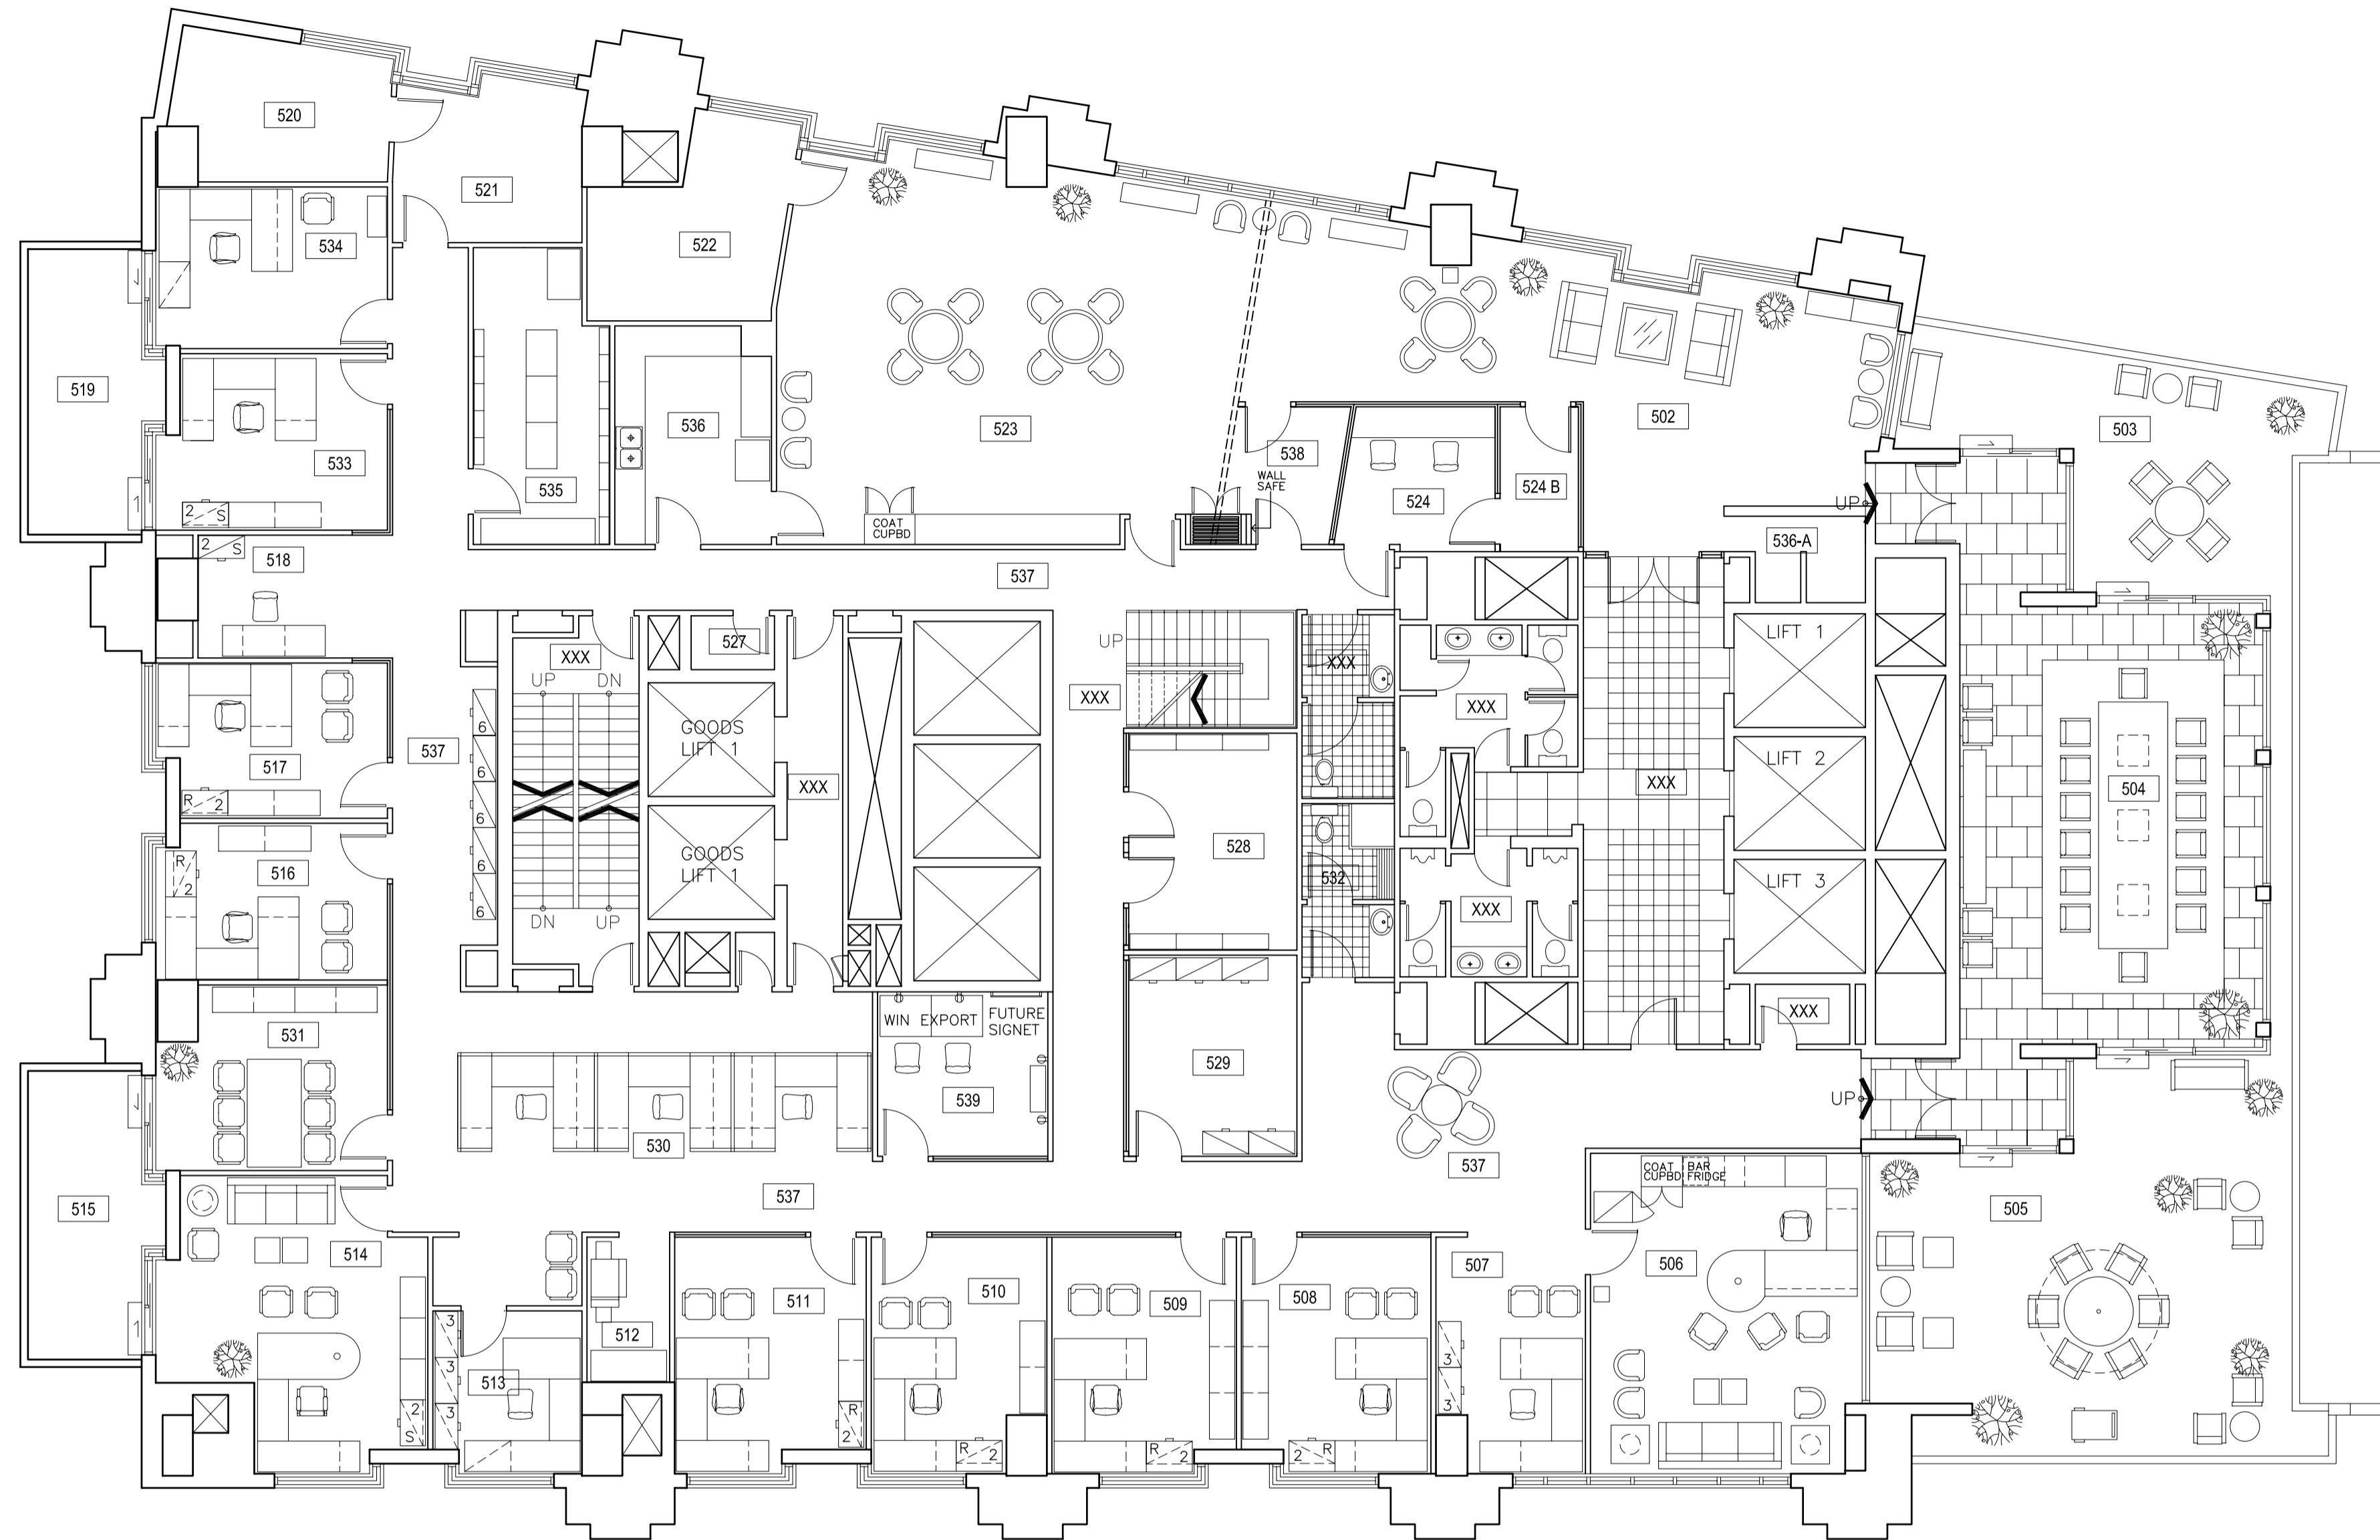 520
521
534
522
519
533
523
502
503
536
538
WALL
SAFE
524
524 B
UP
2
S
535
COAT
CUPBD
536-A
2
S
518
537
527
XXX
UP
XXX
LIFT 1
UP
DN
XXX
XXX
GOODS
LIFT 1
6
537
517
XXX
XXX
LIFT 2
504
R
2
6
6
516
R
2
GOODS
LIFT 1
528
532
LIFT 3
6
6
DN
UP
XXX
WIN EXPORT
FUTURE
SIGNET
XXX
531
529
539
UP
530
537
COAT
CUPBD
BAR
FRIDGE
537
515
505
514
507
506
511
510
509
508
3
512
3
3
513
3
3
2
S
R
2
R
2
R
2
2
R